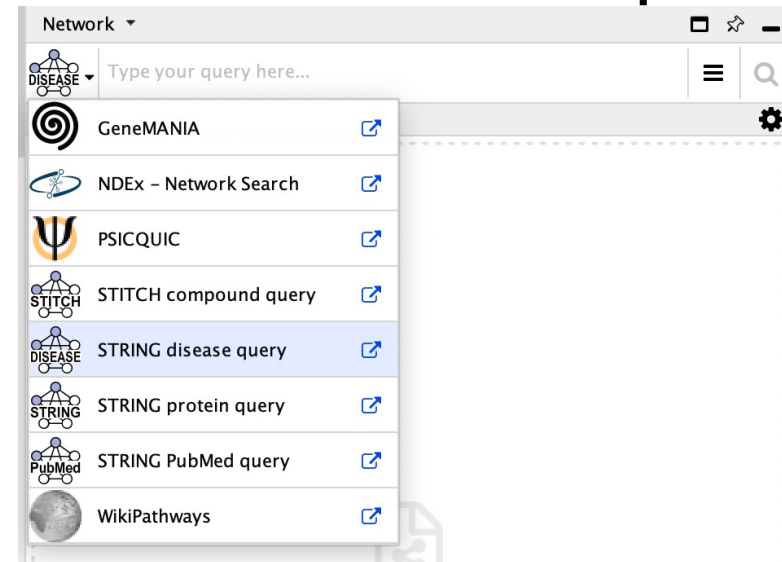 Network
DISEASE Type your query here...
GeneMANIA
NDEx – Network Search
PSICQUIC
STITCH STITCH compound query
DISEASE STRING disease query
STRING STRING protein query
PubMed STRING PubMed query
WikiPathways